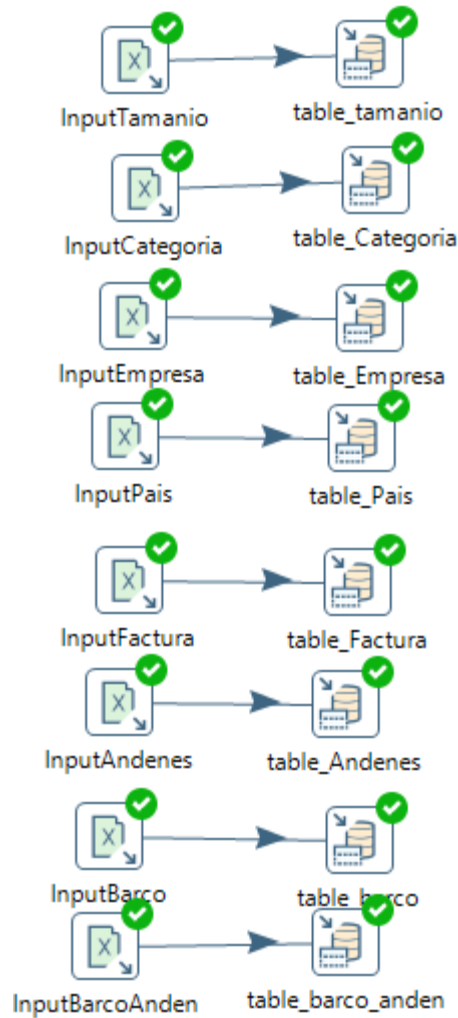 InputTamanio table_tamanio
InputCategoria table_Categoria
InputEmpresa table_Empresa
InputPais table_Pais
InputFactura table_Factura
InputAndenes table_Andenes
InputBarco table_barco
InputBarcoAnden table_barco_anden